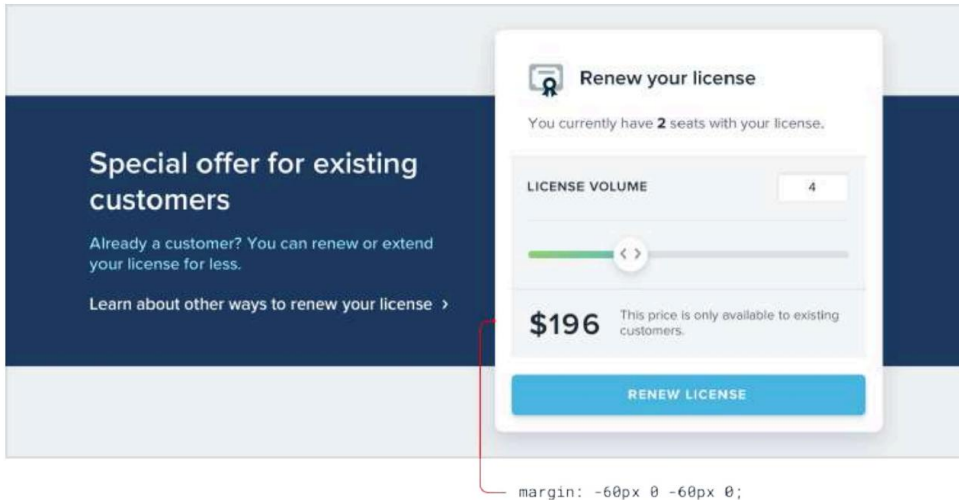 Special offer for existing
customers
Already a customer? You can renew or extend
your license for less.
Learn about other ways to renew your license >
Renew your license
You currently have 2 seats with your license.
LICENSE VOLUME 4
< >
$196 This price is only available to existing
customers.
RENEW LICENSE
margin: -60px 0 -60px 0;